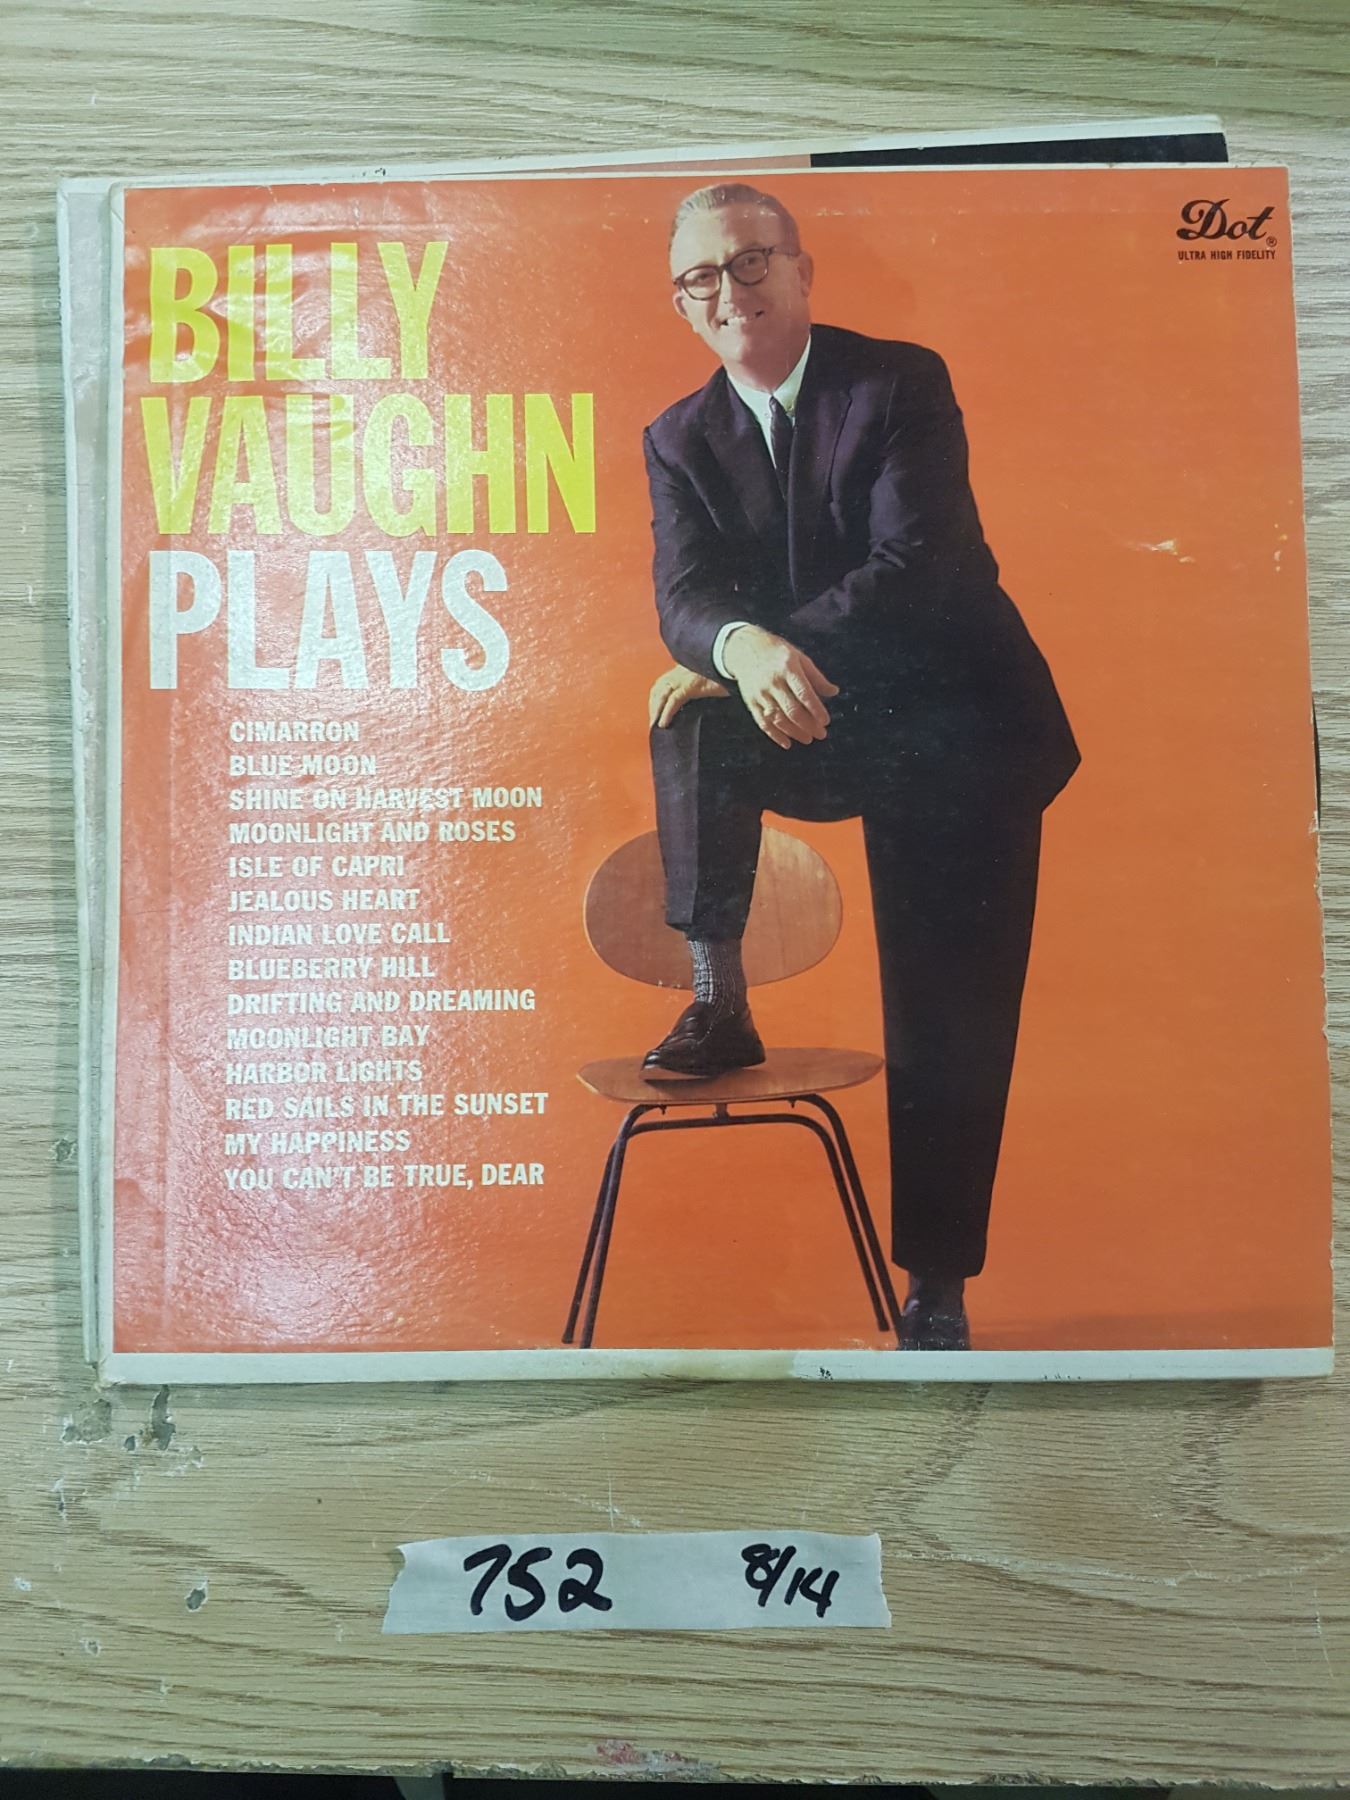 BILLY
VAUGHN
PLAYS
Dot®
ULTRA HIGH FIDELITY
CIMARRON
BLUE MOON
SHINE ON HARVEST MOON
MOONLIGHT AND ROSES
ISLE OF CAPRI
JEALOUS HEART
INDIAN LOVE CALL
BLUEBERRY HILL
DRIFTING AND DREAMING
MOONLIGHT BAY
HARBOR LIGHTS
RED SAILS IN THE SUNSET
MY HAPPINESS
YOU CAN'T BE TRUE, DEAR
752 8/14